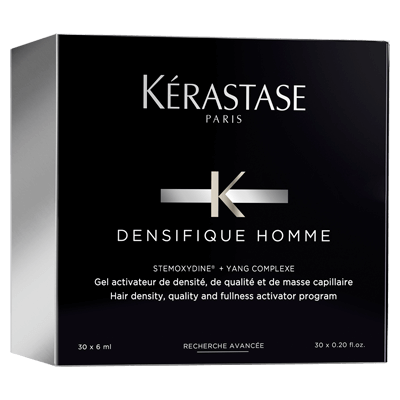 KÉRASTASE
PARIS
K
DENSIFIQUE HOMME
STEMOXYDINE® + YANG COMPLEXE
Gel activateur de densité, de qualité et de masse capillaire
Hair density, quality and fullness activator program
30 x 6 ml RECHERCHE AVANCÉE 30 x 0.20 fl.oz.